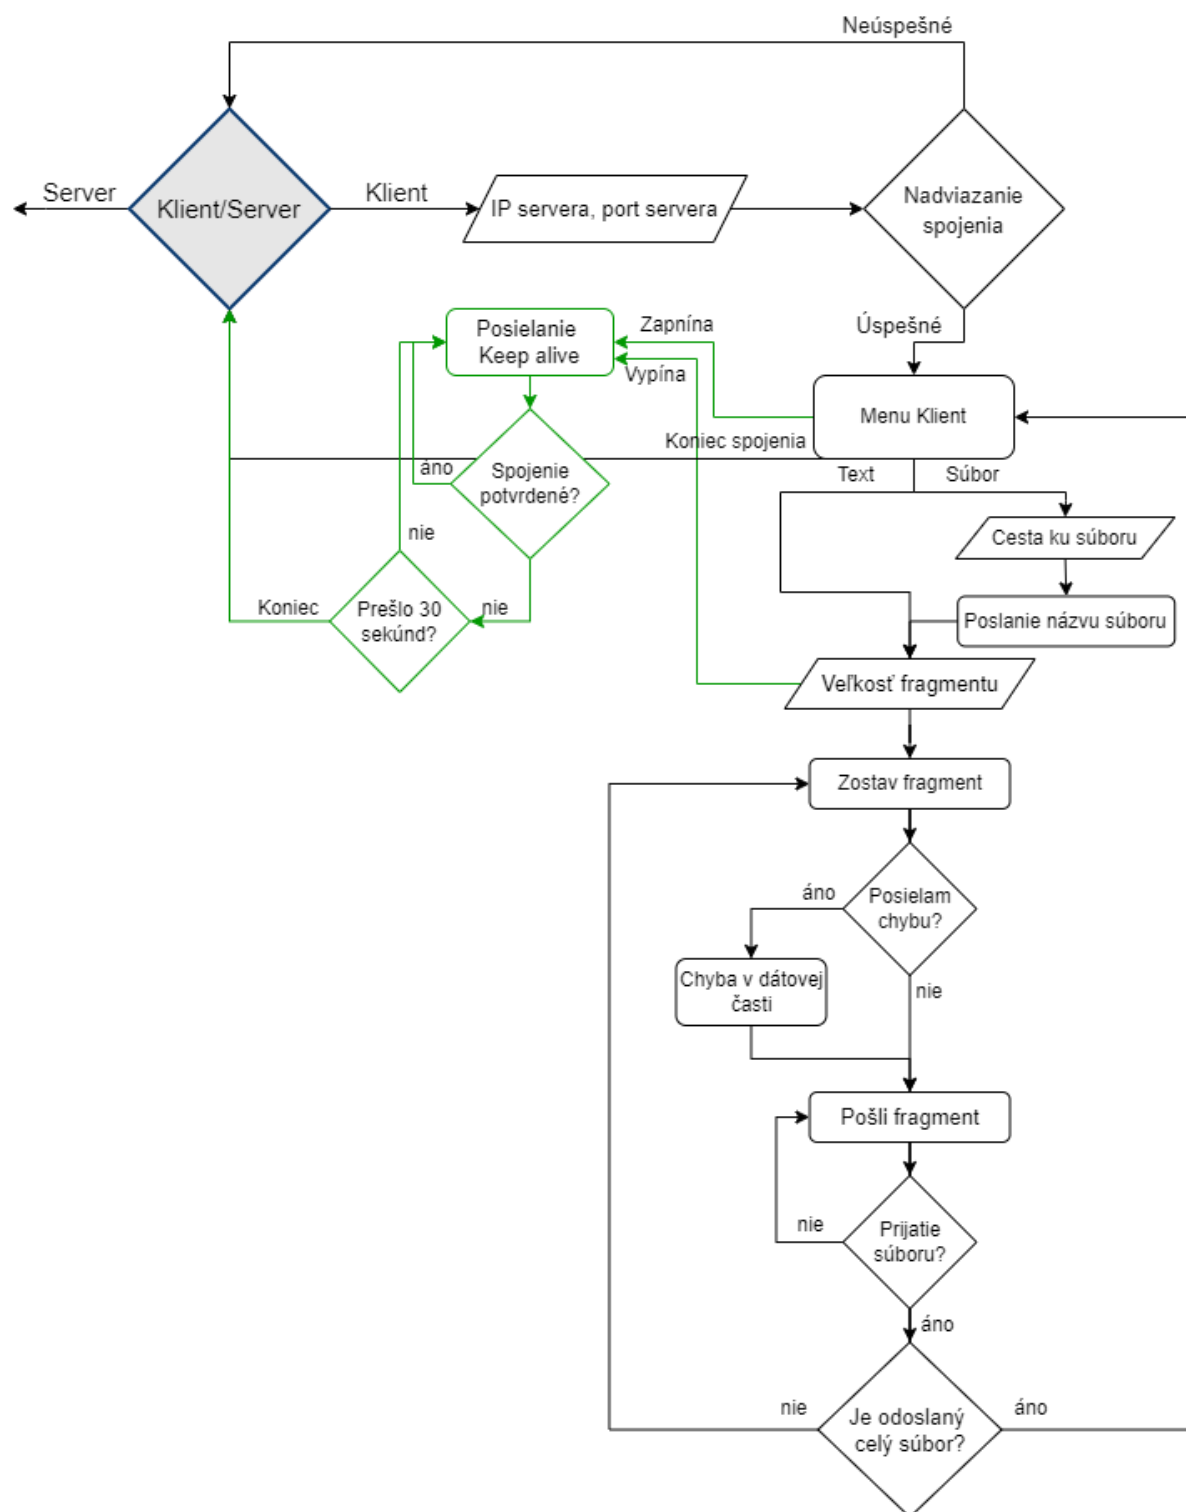 Neúspešné
Server
Klient/Server
Klient
IP servera, port servera
Nadviazanie
spojenia
Úspešné
Posielanie
Keep alive
Zapnína
Vypína
Menu Klient
Koniec spojenia
áno
Spojenie
potvrdené?
Text
Súbor
nie
Cesta ku súboru
Koniec
Prešlo 30
sekúnd?
nie
Poslanie názvu súboru
Veľkosť fragmentu
Zostav fragment
áno
Posielam
chybu?
Chyba v dátovej
časti
nie
Pošli fragment
nie
Prijatie
súboru?
áno
nie
Je odoslaný
celý súbor?
áno